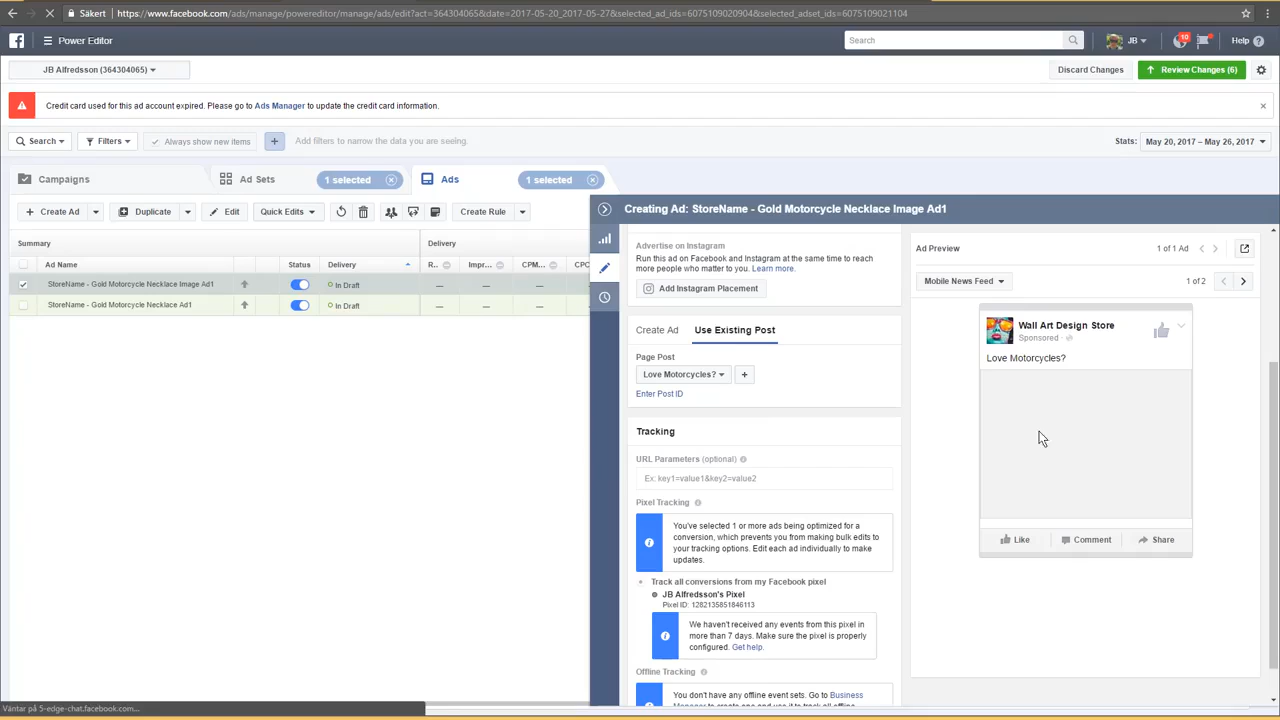 Säkert
https://www.facebook.com/ads/manage/powereditor/manage/ads/edit?act=364304065&date=2017-05-20_2017-05-27&selected_ad_ids=6075109020904&selected_adset_ids=6075109021104
Power Editor
Search
JB
10
Help
JB Alfredsson (364304065)
Discard Changes
Review Changes (6)
Credit card used for this ad account expired. Please go to Ads Manager to update the credit card information.
Search
Filters
Always show new items
+
Add filters to narrow the data you are seeing.
Stats:
May 20, 2017 – May 26, 2017
Campaigns
Ad Sets
1 selected
Ads
1 selected
Create Ad
Duplicate
Edit
Quick Edits
Create Rule
Creating Ad: StoreName - Gold Motorcycle Necklace Image Ad1
Summary
Delivery
Ad Name
Status
Delivery
R...
Impr...
CPM...
CPC
StoreName - Gold Motorcycle Necklace Image Ad1
In Draft
— — —
StoreName - Gold Motorcycle Necklace Ad1
In Draft
— — —
Advertise on Instagram
Run this ad on Facebook and Instagram at the same time to reach
more people who matter to you. Learn more.
Add Instagram Placement
Create Ad
Use Existing Post
Page Post
Love Motorcycles?
+
Enter Post ID
Tracking
URL Parameters (optional)
Ex: key1=value1&key2=value2
Pixel Tracking
You've selected 1 or more ads being optimized for a
conversion, which prevents you from making bulk edits to
your tracking options. Edit each ad individually to make
updates.
Track all conversions from my Facebook pixel
JB Alfredsson's Pixel
Pixel ID: 1282135851846113
We haven't received any events from this pixel in
more than 7 days. Make sure the pixel is properly
configured. Get help.
Offline Tracking
You don't have any offline event sets. Go to Business
Ad Preview
1 of 1 Ad
Mobile News Feed
1 of 2
Wall Art Design Store
Sponsored
Love Motorcycles?
Like
Comment
Share
Väntar på 5-edge-chat.facebook.com...